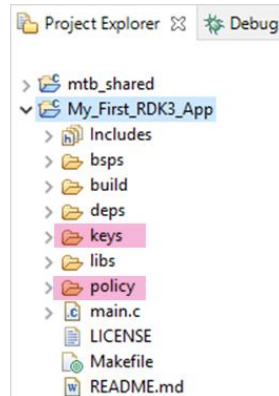 Project Explorer Debug
mtb_shared
My_First_RDK3_App
Includes
bsps
build
deps
keys
libs
policy
main.c
LICENSE
Makefile
README.md